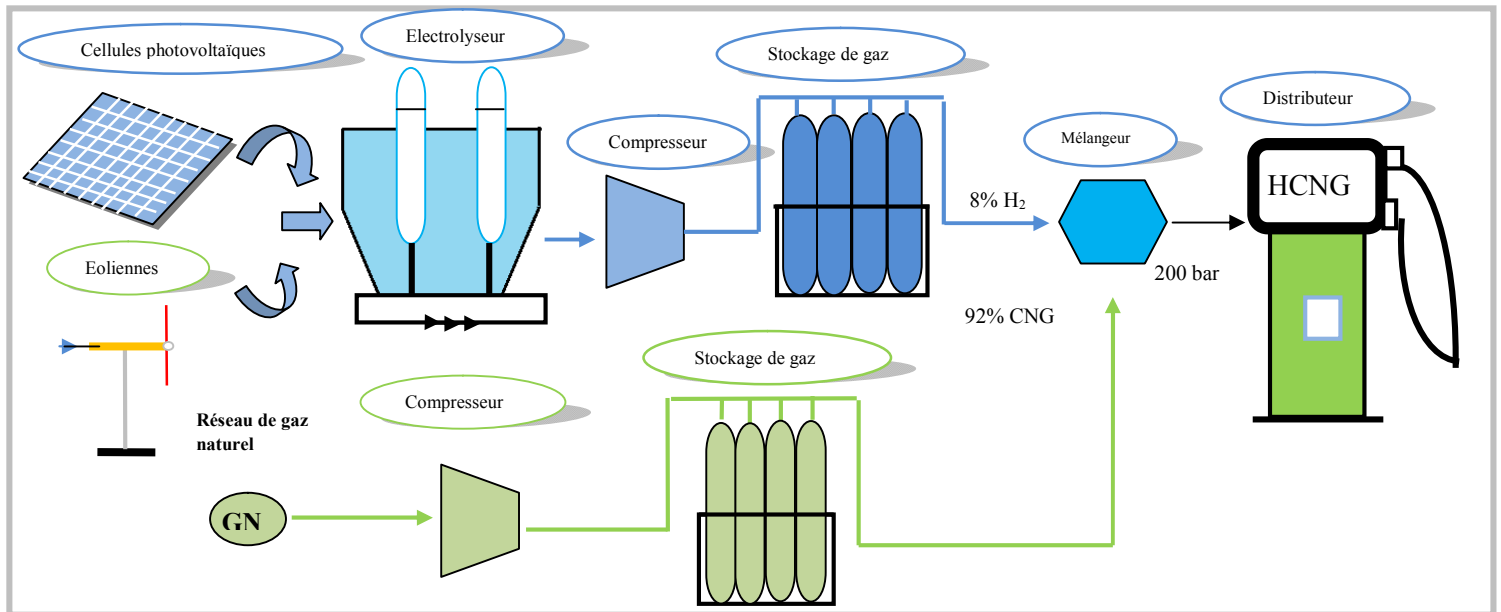 Cellules photovoltaïques
Electrolyseur
Stockage de gaz
Compresseur
Mélangeur
Distributeur
HCNG
8% H₂
200 bar
92% CNG
Eoliennes
Stockage de gaz
Compresseur
Réseau de gaz
naturel
GN